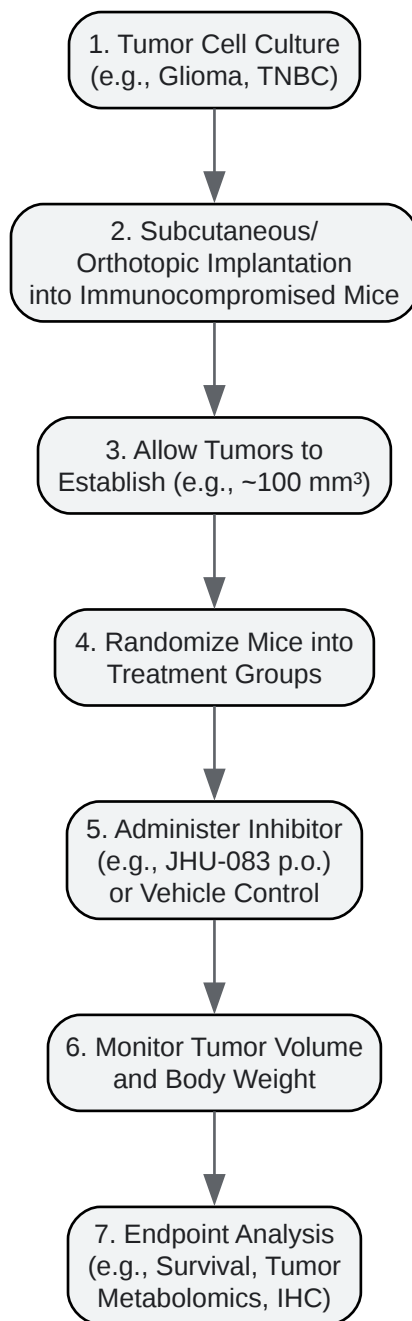 1. Tumor Cell Culture
(e.g., Glioma, TNBC)
2. Subcutaneous/
Orthotopic Implantation
into Immunocompromised Mice
3. Allow Tumors to
Establish (e.g., ~100 mm³)
4. Randomize Mice into
Treatment Groups
5. Administer Inhibitor
(e.g., JHU-083 p.o.)
or Vehicle Control
6. Monitor Tumor Volume
and Body Weight
7. Endpoint Analysis
(e.g., Survival, Tumor
Metabolomics, IHC)